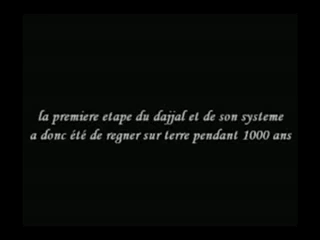 la premiere etape du dajjal et de son systeme
a donc été de regner sur terre pendant 1000 ans